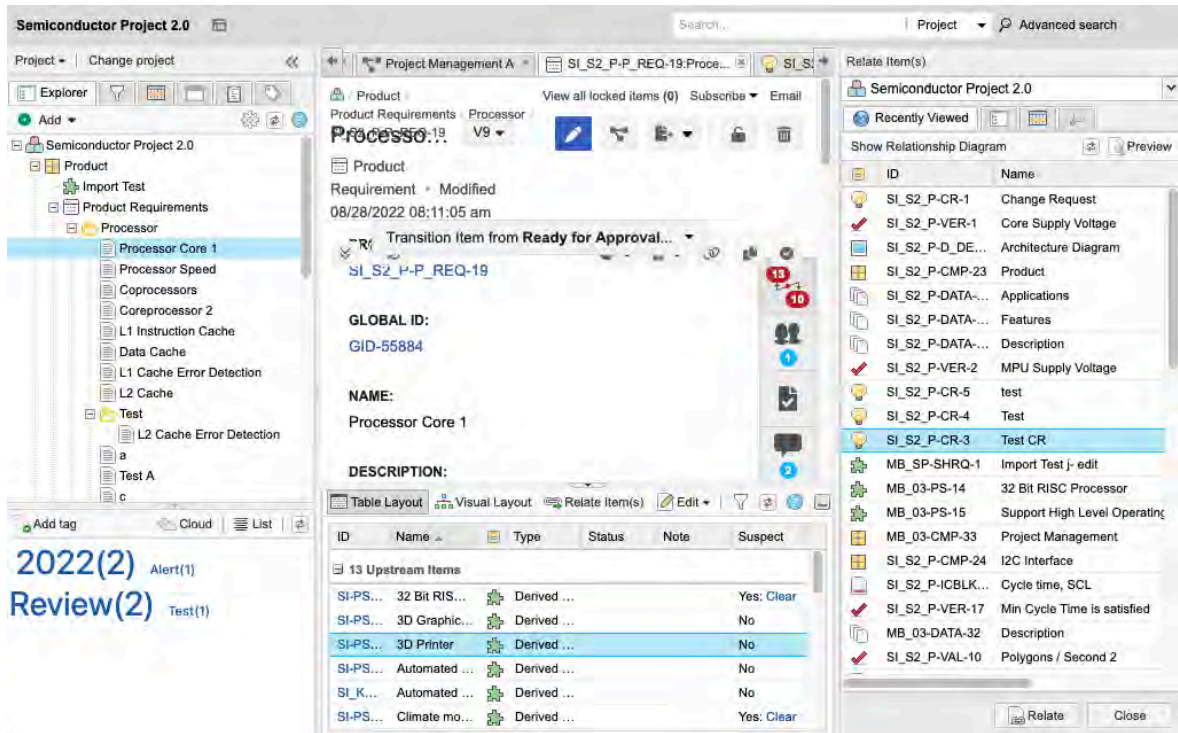 Semiconductor Project 2.0
Search...
Project
Advanced search
Project
Change project
Explorer
Add
Semiconductor Project 2.0
Product
Import Test
Product Requirements
Processor
Processor Core 1
Processor Speed
Coprocessors
Coreprocessor 2
L1 Instruction Cache
Data Cache
L1 Cache Error Detection
L2 Cache
Test
L2 Cache Error Detection
a
Test A
c
Add tag
Cloud
List
2022(2) Alert(1)
Review(2) Test(1)
Project Management A
SI_S2_P-P_REQ-19:Proce...
SI_S
Product
View all locked items (0) Subscribe Email
Product Requirements Processor
Processo... V9
Product
Requirement • Modified
08/28/2022 08:11:05 am
Transition Item from Ready for Approval...
SI_S2_P-P_REQ-19
13
10
GLOBAL ID:
GID-55884
1
NAME:
Processor Core 1
DESCRIPTION:
2
Table Layout Visual Layout Relate Item(s) Edit
ID Name Type Status Note Suspect
13 Upstream Items
SI-PS... 32 Bit RIS... Derived ... Yes: Clear
SI-PS... 3D Graphic... Derived ... No
SI-PS... 3D Printer Derived ... No
SI-PS... Automated ... Derived ... No
SI_K... Automated ... Derived ... No
SI-PS... Climate mo... Derived ... Yes: Clear
Relate Item(s)
Semiconductor Project 2.0
Recently Viewed
Show Relationship Diagram Preview
ID Name
SI_S2_P-CR-1 Change Request
SI_S2_P-VER-1 Core Supply Voltage
SI_S2_P-D_DE... Architecture Diagram
SI_S2_P-CMP-23 Product
SI_S2_P-DATA-... Applications
SI_S2_P-DATA-... Features
SI_S2_P-DATA-... Description
SI_S2_P-VER-2 MPU Supply Voltage
SI_S2_P-CR-5 test
SI_S2_P-CR-4 Test
SI_S2_P-CR-3 Test CR
MB_SP-SHRQ-1 Import Test j- edit
MB_03-PS-14 32 Bit RISC Processor
MB_03-PS-15 Support High Level Operating
MB_03-CMP-33 Project Management
SI_S2_P-CMP-24 I2C Interface
SI_S2_P-ICBLK... Cycle time, SCL
SI_S2_P-VER-17 Min Cycle Time is satisfied
MB_03-DATA-32 Description
SI_S2_P-VAL-10 Polygons / Second 2
Relate Close